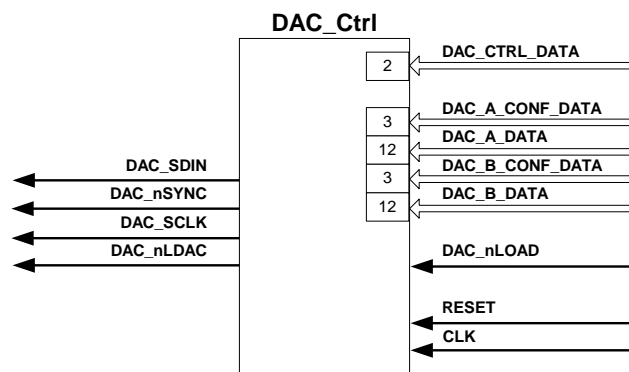 DAC_Ctrl
2 DAC_CTRL_DATA
3 DAC_A_CONF_DATA
12 DAC_A_DATA
3 DAC_B_CONF_DATA
12 DAC_B_DATA
DAC_SDIN
DAC_nSYNC
DAC_SCLK
DAC_nLDAC
DAC_nLOAD
RESET
CLK